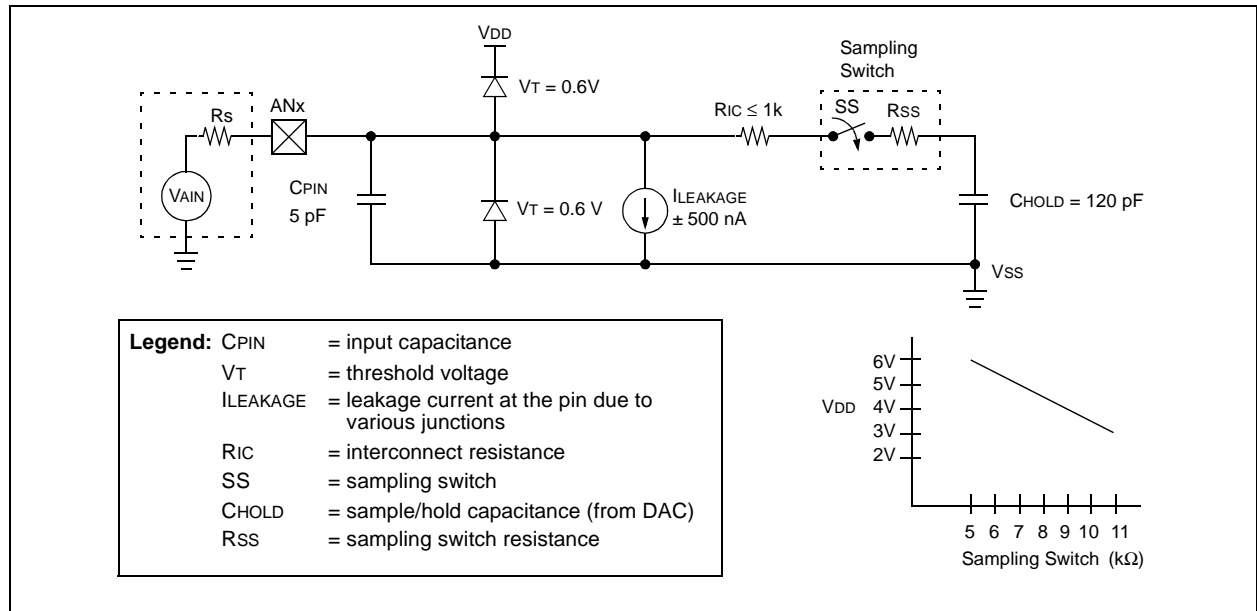 VDD
Sampling
Switch
VT = 0.6V
ANx
RS
RIC ≤ 1k
SS
RSS
VAIN
CPIN
5 pF
VT = 0.6 V
ILEAKAGE
± 500 nA
CHOLD = 120 pF
VSS
Legend: CPIN = input capacitance
VT = threshold voltage
ILEAKAGE = leakage current at the pin due to
various junctions
RIC = interconnect resistance
SS = sampling switch
CHOLD = sample/hold capacitance (from DAC)
RSS = sampling switch resistance
6V
5V
VDD 4V
3V
2V
5 6 7 8 9 10 11
Sampling Switch (kΩ)